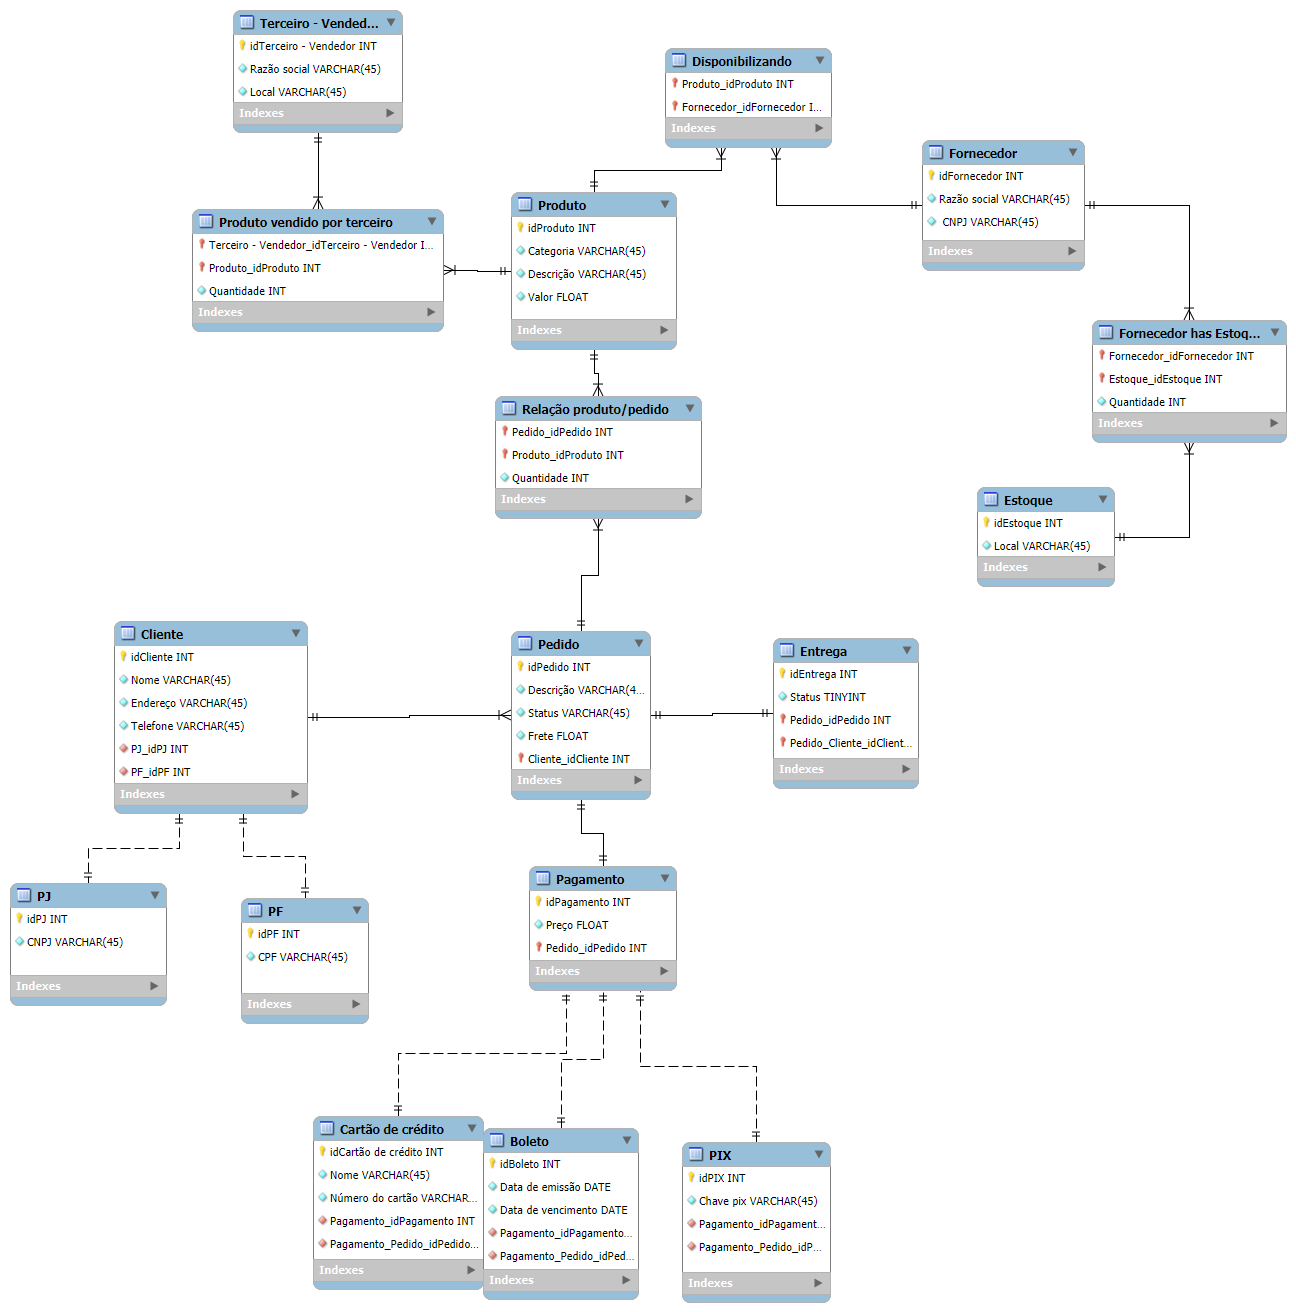 Terceiro - Vended...
idTerceiro - Vendedor INT
Razão social VARCHAR(45)
Local VARCHAR(45)
Indexes
Disponibilizando
Produto_idProduto INT
Fornecedor_idFornecedor I...
Indexes
Fornecedor
idFornecedor INT
Razão social VARCHAR(45)
CNPJ VARCHAR(45)
Indexes
Produto vendido por terceiro
Terceiro - Vendedor_idTerceiro - Vendedor I...
Produto_idProduto INT
Quantidade INT
Indexes
Produto
idProduto INT
Categoria VARCHAR(45)
Descrição VARCHAR(45)
Valor FLOAT
Indexes
Fornecedor has Estoq...
Fornecedor_idFornecedor INT
Estoque_idEstoque INT
Quantidade INT
Indexes
Relação produto/pedido
Pedido_idPedido INT
Produto_idProduto INT
Quantidade INT
Indexes
Estoque
idEstoque INT
Local VARCHAR(45)
Indexes
Cliente
idCliente INT
Nome VARCHAR(45)
Endereço VARCHAR(45)
Telefone VARCHAR(45)
PJ_idPJ INT
PF_idPF INT
Indexes
Pedido
idPedido INT
Descrição VARCHAR(4...
Status VARCHAR(45)
Frete FLOAT
Cliente_idCliente INT
Indexes
Entrega
idEntrega INT
Status TINYINT
Pedido_idPedido INT
Pedido_Cliente_idClient...
Indexes
PJ
idPJ INT
CNPJ VARCHAR(45)
Indexes
PF
idPF INT
CPF VARCHAR(45)
Indexes
Pagamento
idPagamento INT
Preço FLOAT
Pedido_idPedido INT
Indexes
Cartão de crédito
idCartão de crédito INT
Nome VARCHAR(45)
Número do cartão VARCHAR...
Pagamento_idPagamento INT
Pagamento_Pedido_idPedido...
Indexes
Boleto
idBoleto INT
Data de emissão DATE
Data de vencimento DATE
Pagamento_idPagamento...
Pagamento_Pedido_idPed...
Indexes
PIX
idPIX INT
Chave pix VARCHAR(45)
Pagamento_idPagament...
Pagamento_Pedido_idP...
Indexes